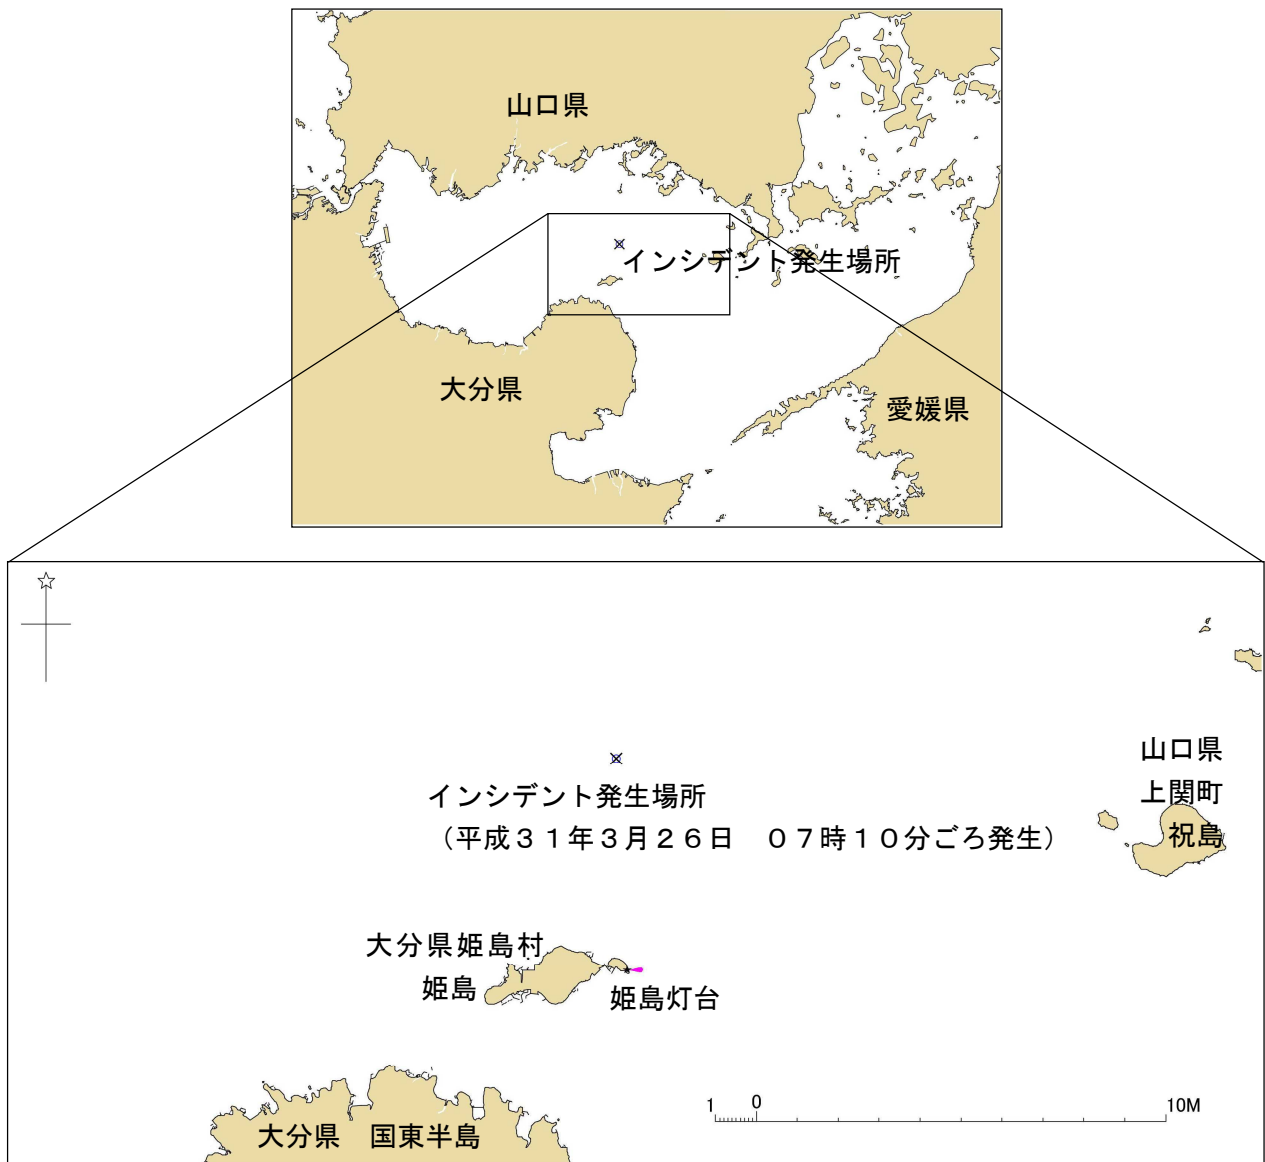 山口県
インシデント発生場所
大分県
愛媛県
インシデント発生場所
（平成３１年３月２６日　０７時１０分ごろ発生）
山口県
上関町
祝島
大分県姫島村
姫島
姫島灯台
大分県　国東半島
1 0 10M